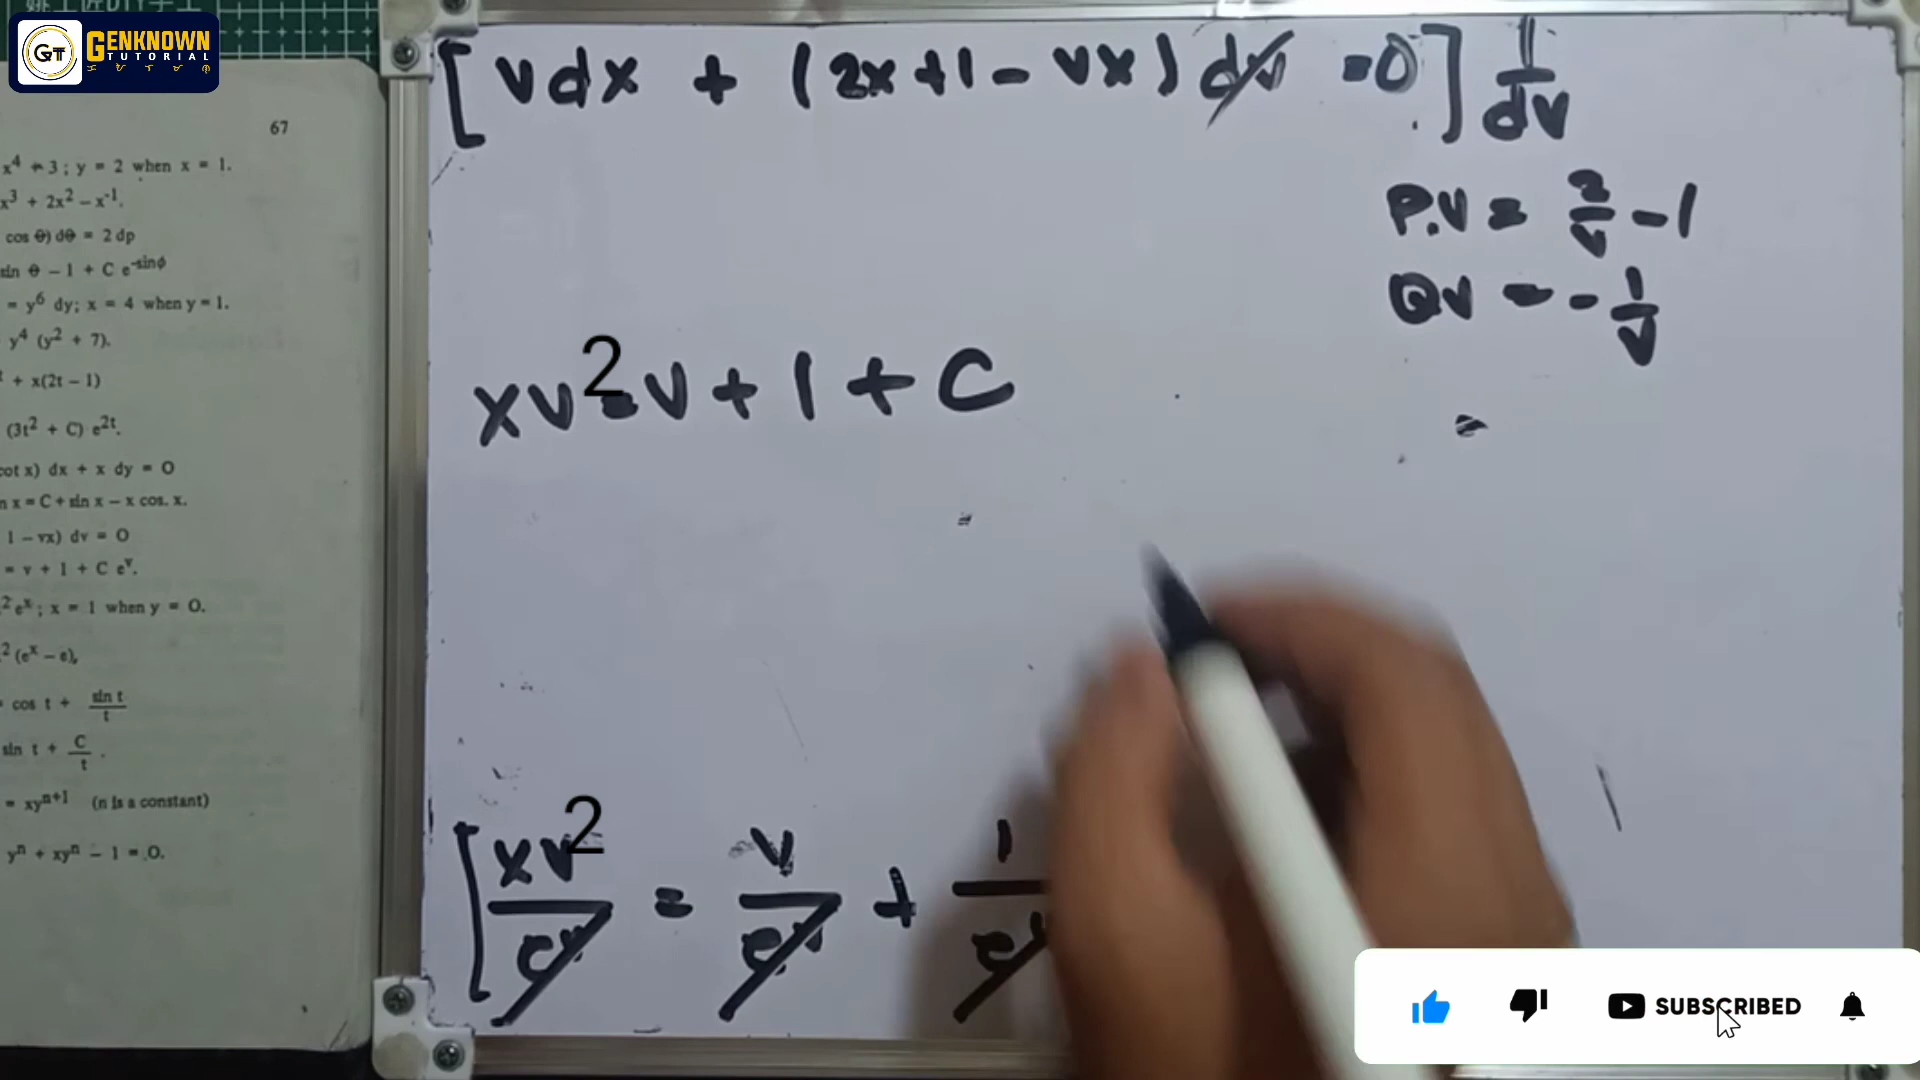 GENKNOWN
TUTORIAL
GT
67
x⁴ + 3 ; y = 2 when x = 1.
x³ + 2x² – x⁻¹.
cos θ) dθ = 2 dp
sin θ – 1 + C e
= y⁶ dy; x = 4 when y = 1.
y⁴ (y² + 7).
+ x(2t – 1)
(3t² + C) e²ᵗ.
cot x) dx + x dy = O
n x = C + sin x – x cos. x.
1 – vx) dv = O
= v + 1 + C eᵛ.
² eˣ ; x = 1 when y = O.
² (eˣ – e),
cos t + sin t / t
sin t + C / t .
= xyⁿ⁺¹ (n is a constant)
yⁿ + xyⁿ – 1 = O.
[ vdx + (2x+1 - vx) dv = 0 ] 1/dv
P.V = 2/v - 1
QV = - 1/v
xv² = v + 1 + C
=
[ xv²/eᵛ = v/eᵛ + 1/eᵛ
SUBSCRIBED